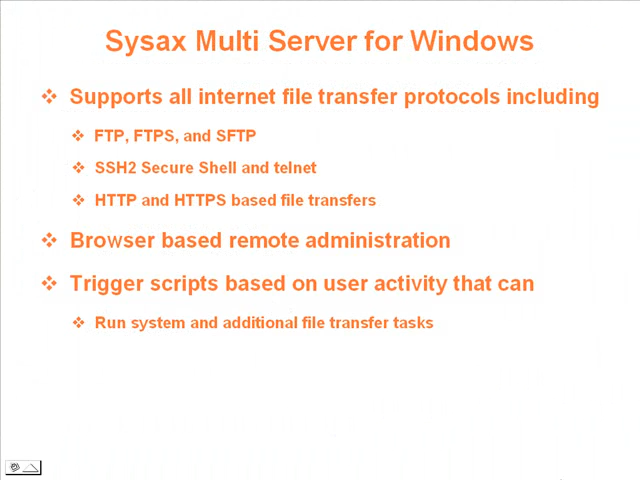 Sysax Multi Server for Windows
Supports all internet file transfer protocols including
FTP, FTPS, and SFTP
SSH2 Secure Shell and telnet
HTTP and HTTPS based file transfers
Browser based remote administration
Trigger scripts based on user activity that can
Run system and additional file transfer tasks